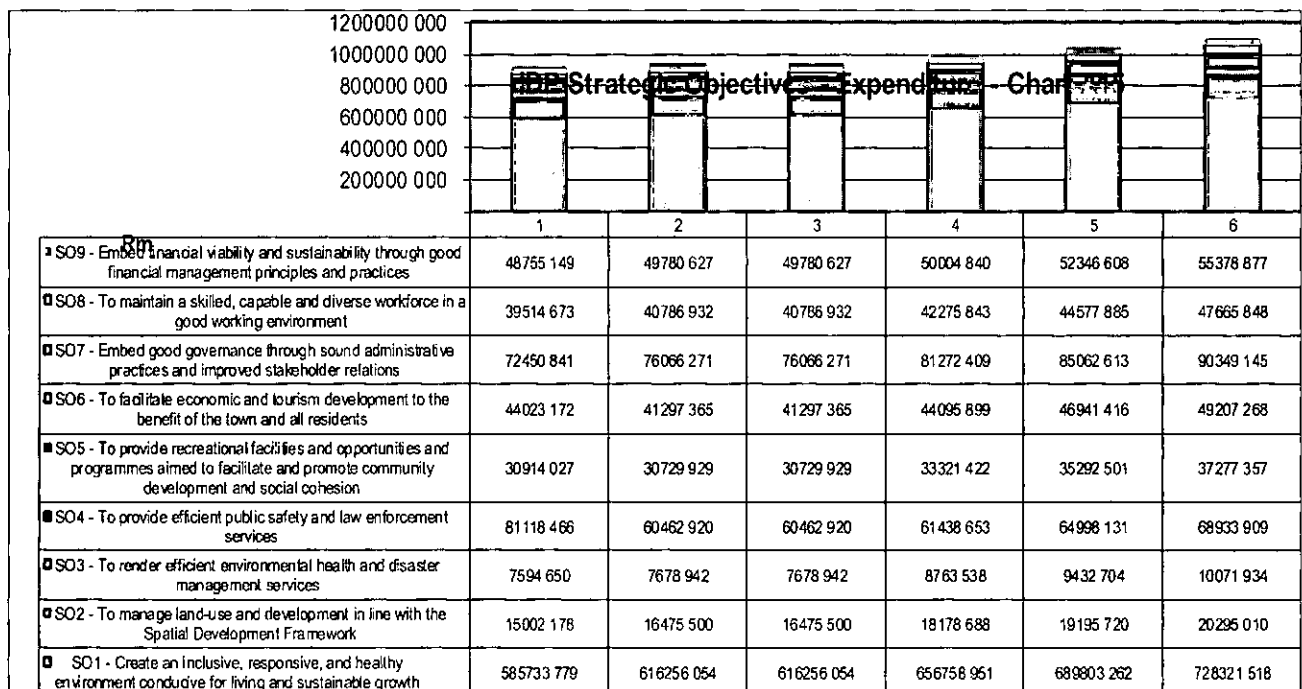 1200000 000
1000000 000
800000 000
600000 000
400000 000
200000 000
IDP Strategic Objectives - Expenditure - Chart
1 2 3 4 5 6
Rm
SO9 - Embed financial viability and sustainability through good
financial management principles and practices
48755 149 49780 627 49780 627 50004 840 52346 608 55378 877
SO8 - To maintain a skilled, capable and diverse workforce in a
good working environment
39514 673 40786 932 40786 932 42275 843 44577 885 47665 848
SO7 - Embed good governance through sound administrative
practices and improved stakeholder relations
72450 841 76066 271 76066 271 81272 409 85062 613 90349 145
SO6 - To facilitate economic and tourism development to the
benefit of the town and all residents
44023 172 41297 365 41297 365 44095 899 46941 416 49207 268
SO5 - To provide recreational facilities and opportunities and
programmes aimed to facilitate and promote community
development and social cohesion
30914 027 30729 929 30729 929 33321 422 35292 501 37277 357
SO4 - To provide efficient public safety and law enforcement
services
81118 466 60462 920 60462 920 61438 653 64998 131 68933 909
SO3 - To render efficient environmental health and disaster
management services
7594 650 7678 942 7678 942 8763 538 9432 704 10071 934
SO2 - To manage land-use and development in line with the
Spatial Development Framework
15002 178 16475 500 16475 500 18178 688 19195 720 20295 010
SO1 - Create an inclusive, responsive, and healthy
environment conducive for living and sustainable growth
585733 779 616256 054 616256 054 656758 951 689803 262 728321 518